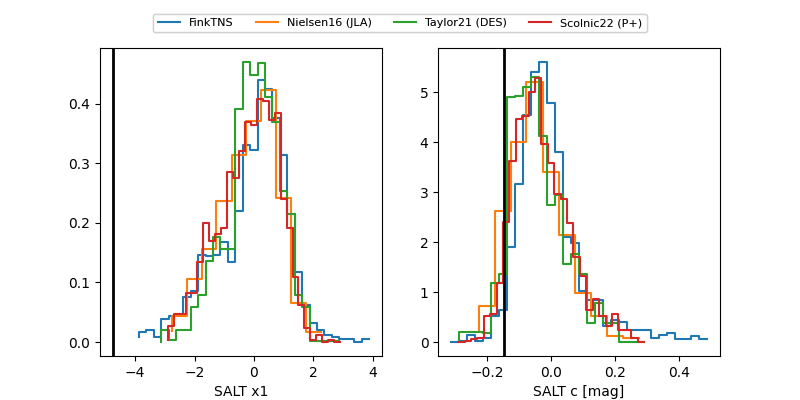 FinkTNS Nielsen16 (JLA) Taylor21 (DES) Scolnic22 (P+)
0.4
0.3
0.2
0.1
0.0
−4 −2 0 2 4
SALT x1
5
4
3
2
1
0
−0.2 0.0 0.2 0.4
SALT c [mag]